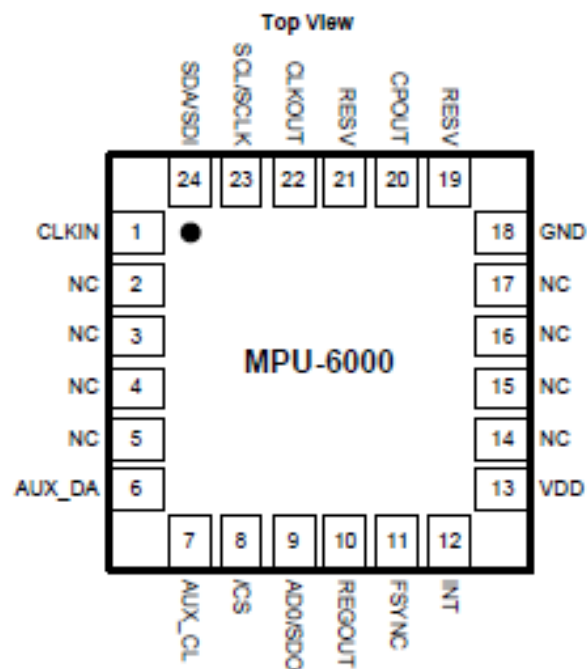 Top View
SDA/SDI
SCL/SCLK
CLKOUT
RESV
CPOUT
RESV
24 23 22 21 20 19
CLKIN 1 18 GND
NC 2 17 NC
NC 3 16 NC
MPU-6000
NC 4 15 NC
NC 5 14 NC
AUX_DA 6 13 VDD
7 8 9 10 11 12
AUX_CL
/CS
AD0/SDO
REGOUT
FSYNC
INT